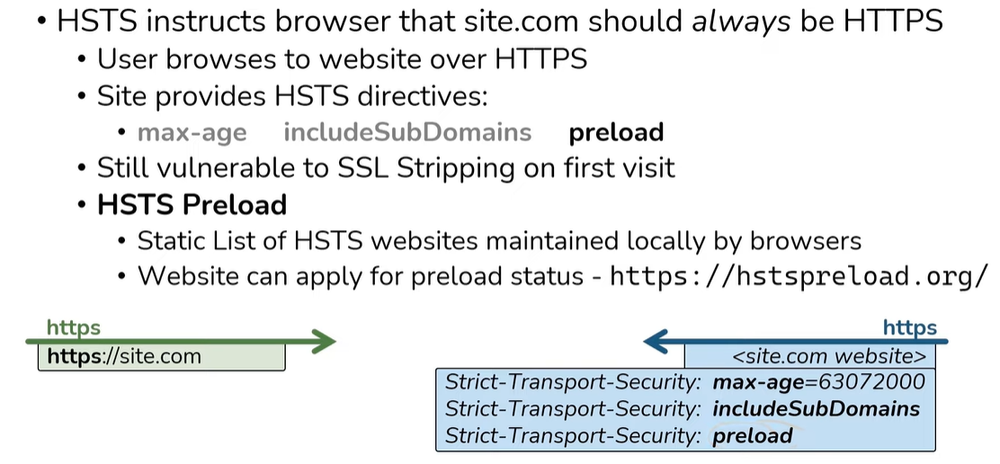 • HSTS instructs browser that site.com should always be HTTPS
• User browses to website over HTTPS
• Site provides HSTS directives:
• max-age includeSubDomains preload
• Still vulnerable to SSL Stripping on first visit
• HSTS Preload
• Static List of HSTS websites maintained locally by browsers
• Website can apply for preload status - https://hstspreload.org/
https
https://site.com
https
<site.com website>
Strict-Transport-Security: max-age=63072000
Strict-Transport-Security: includeSubDomains
Strict-Transport-Security: preload